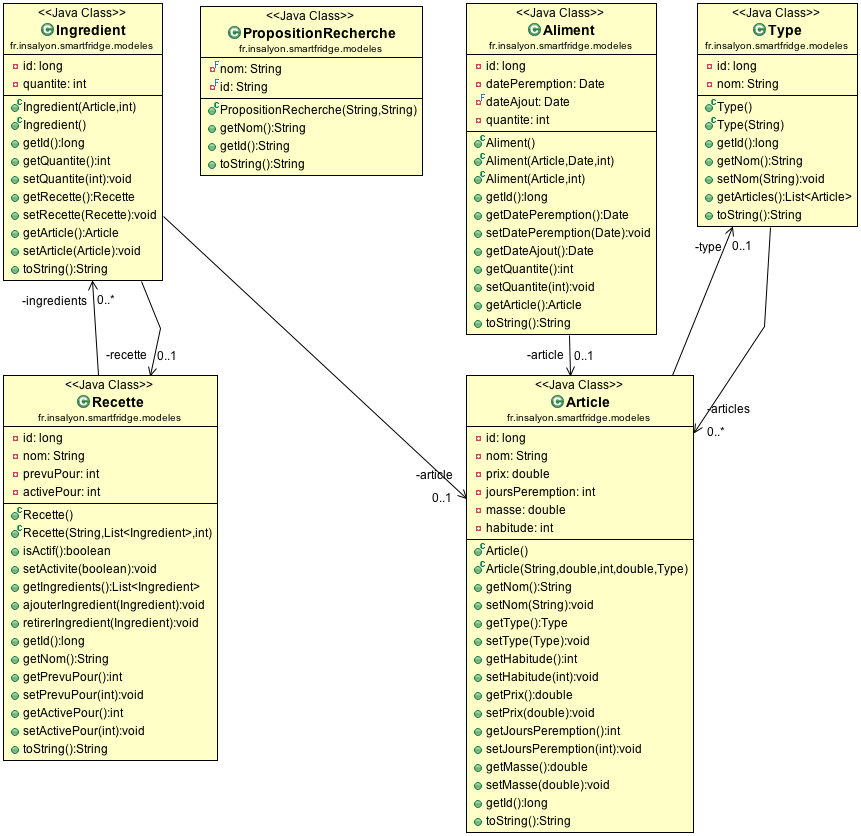 <<Java Class>>
Ingredient
fr.insalyon.smartfridge.modeles
id: long
quantite: int
Ingredient(Article,int)
Ingredient()
getId():long
getQuantite():int
setQuantite(int):void
getRecette():Recette
setRecette(Recette):void
getArticle():Article
setArticle(Article):void
toString():String
<<Java Class>>
PropositionRecherche
fr.insalyon.smartfridge.modeles
nom: String
id: String
PropositionRecherche(String,String)
getNom():String
getId():String
toString():String
<<Java Class>>
Aliment
fr.insalyon.smartfridge.modeles
id: long
datePeremption: Date
dateAjout: Date
quantite: int
Aliment()
Aliment(Article,Date,int)
Aliment(Article,int)
getId():long
getDatePeremption():Date
setDatePeremption(Date):void
getDateAjout():Date
getQuantite():int
setQuantite(int):void
getArticle():Article
toString():String
<<Java Class>>
Type
fr.insalyon.smartfridge.modeles
id: long
nom: String
Type()
Type(String)
getId():long
getNom():String
setNom(String):void
getArticles():List<Article>
toString():String
-type
0..1
-ingredients
0..*
-recette
0..1
-article
0..1
-articles
0..*
-article
0..1
<<Java Class>>
Recette
fr.insalyon.smartfridge.modeles
id: long
nom: String
prevuPour: int
activePour: int
Recette()
Recette(String,List<Ingredient>,int)
isActif():boolean
setActivite(boolean):void
getIngredients():List<Ingredient>
ajouterIngredient(Ingredient):void
retirerIngredient(Ingredient):void
getId():long
getNom():String
getPrevuPour():int
setPrevuPour(int):void
getActivePour():int
setActivePour(int):void
toString():String
<<Java Class>>
Article
fr.insalyon.smartfridge.modeles
id: long
nom: String
prix: double
joursPeremption: int
masse: double
habitude: int
Article()
Article(String,double,int,double,Type)
getNom():String
setNom(String):void
getType():Type
setType(Type):void
getHabitude():int
setHabitude(int):void
getPrix():double
setPrix(double):void
getJoursPeremption():int
setJoursPeremption(int):void
getMasse():double
setMasse(double):void
getId():long
toString():String